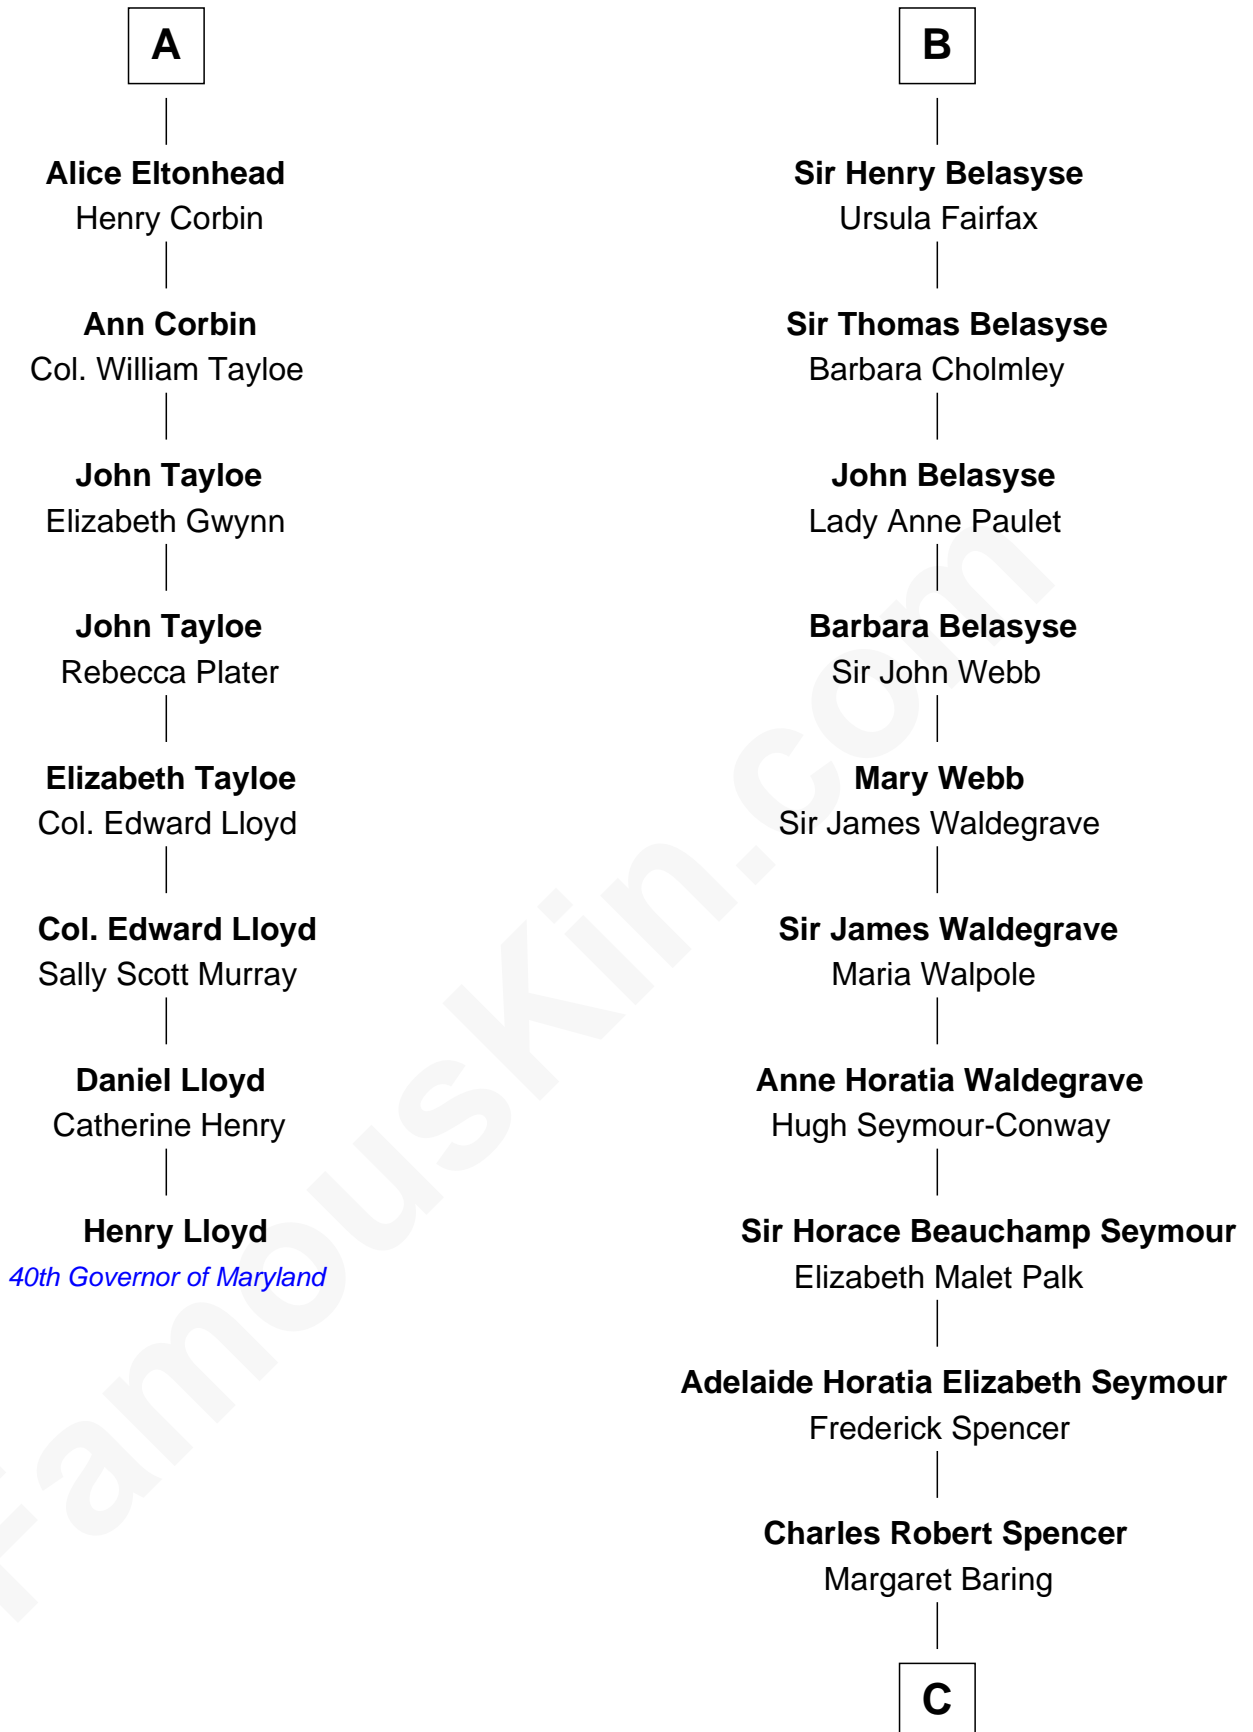 A
Alice Eltonhead
Henry Corbin
Ann Corbin
Col. William Tayloe
John Tayloe
Elizabeth Gwynn
John Tayloe
Rebecca Plater
Elizabeth Tayloe
Col. Edward Lloyd
Col. Edward Lloyd
Sally Scott Murray
Daniel Lloyd
Catherine Henry
Henry Lloyd
40th Governor of Maryland
B
Sir Henry Belasyse
Ursula Fairfax
Sir Thomas Belasyse
Barbara Cholmley
John Belasyse
Lady Anne Paulet
Barbara Belasyse
Sir John Webb
Mary Webb
Sir James Waldegrave
Sir James Waldegrave
Maria Walpole
Anne Horatia Waldegrave
Hugh Seymour-Conway
Sir Horace Beauchamp Seymour
Elizabeth Malet Palk
Adelaide Horatia Elizabeth Seymour
Frederick Spencer
Charles Robert Spencer
Margaret Baring
C
FamousKin.com